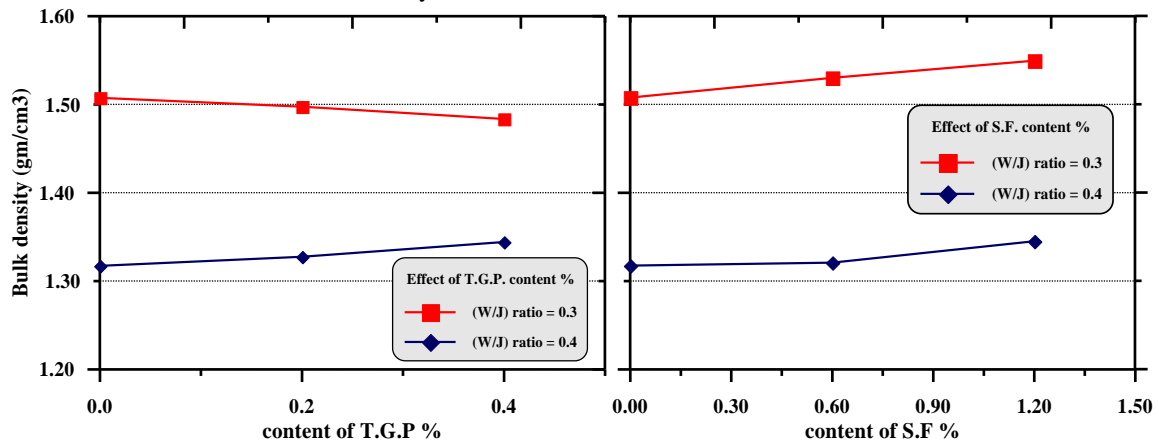 y
1.60
1.50
1.40
1.30
1.20
Bulk density (gm/cm3)
Effect of T.G.P. content %
(W/J) ratio = 0.3
(W/J) ratio = 0.4
0.0 0.2 0.4
content of T.G.P %
Effect of S.F. content %
(W/J) ratio = 0.3
(W/J) ratio = 0.4
0.00 0.30 0.60 0.90 1.20 1.50
content of S.F %